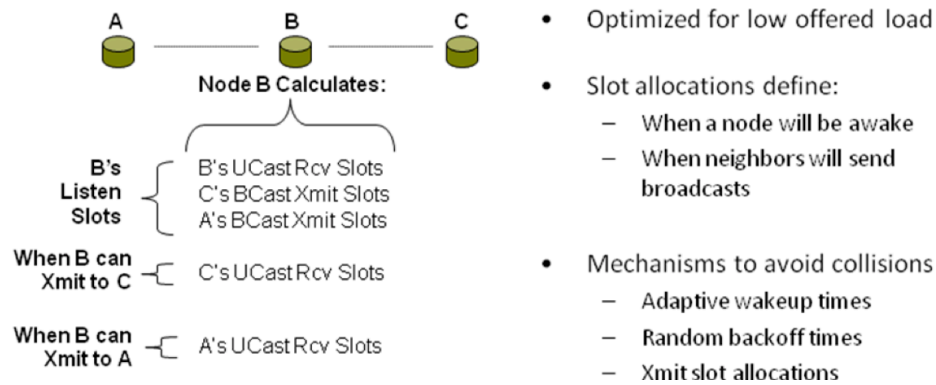 A B C
Node B Calculates:
B's
Listen
Slots
B's UCast Rcv Slots
C's BCast Xmit Slots
A's BCast Xmit Slots
When B can
Xmit to C
C's UCast Rcv Slots
When B can
Xmit to A
A's UCast Rcv Slots
• Optimized for low offered load
• Slot allocations define:
– When a node will be awake
– When neighbors will send
broadcasts
• Mechanisms to avoid collisions
– Adaptive wakeup times
– Random backoff times
– Xmit slot allocations